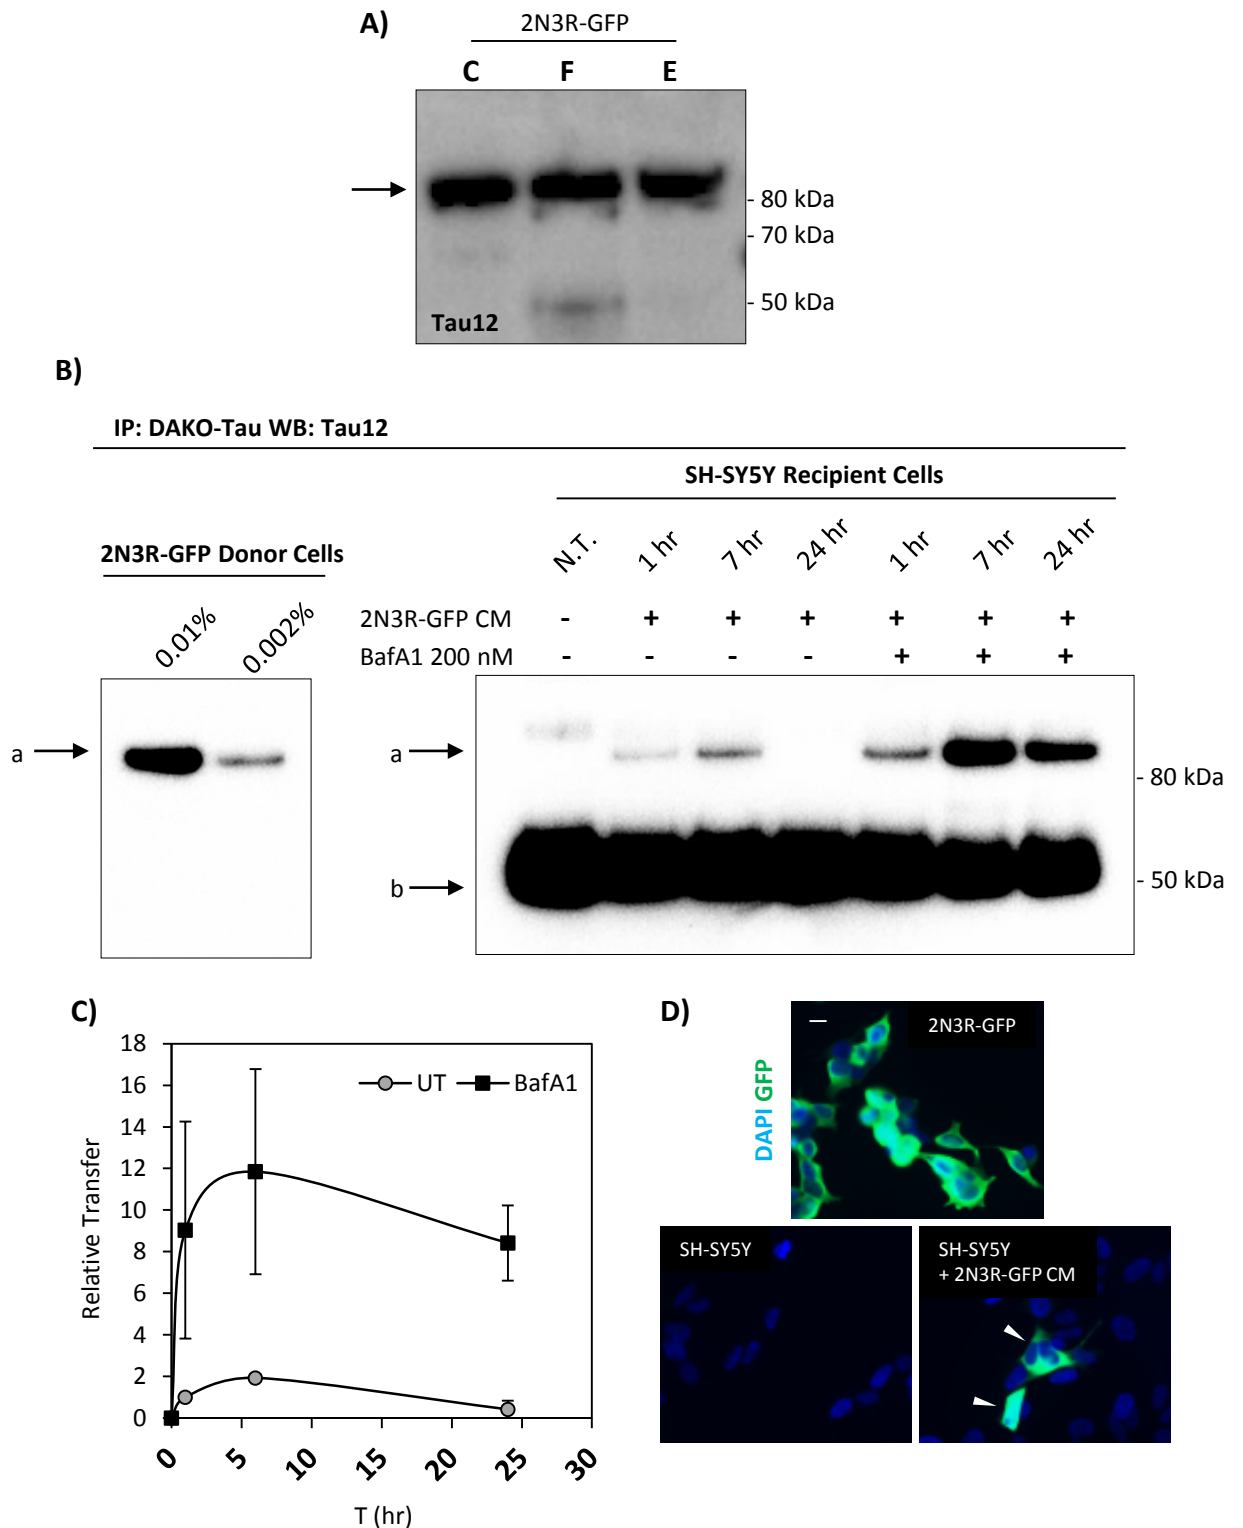 A)
2N3R-GFP
C F E
- 80 kDa
- 70 kDa
- 50 kDa
Tau12
B)
IP: DAKO-Tau WB: Tau12
SH-SY5Y Recipient Cells
2N3R-GFP Donor Cells
0.01% 0.002%
N.T. 1 hr 7 hr 24 hr 1 hr 7 hr 24 hr
2N3R-GFP CM - + + + + + +
BafA1 200 nM - - - - + + +
a
a
- 80 kDa
b
- 50 kDa
C)
18
16
14
12
10
8
6
4
2
0
Relative Transfer
UT BafA1
0 5 10 15 20 25 30
T (hr)
D)
DAPI GFP
2N3R-GFP
SH-SY5Y
SH-SY5Y
+ 2N3R-GFP CM